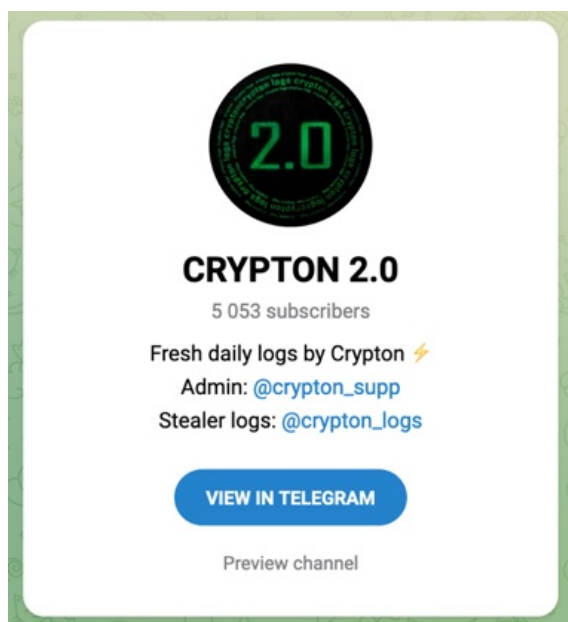 2.0
CRYPTON 2.0
5 053 subscribers
Fresh daily logs by Crypton ⚡
Admin: @crypton_supp
Stealer logs: @crypton_logs
VIEW IN TELEGRAM
Preview channel